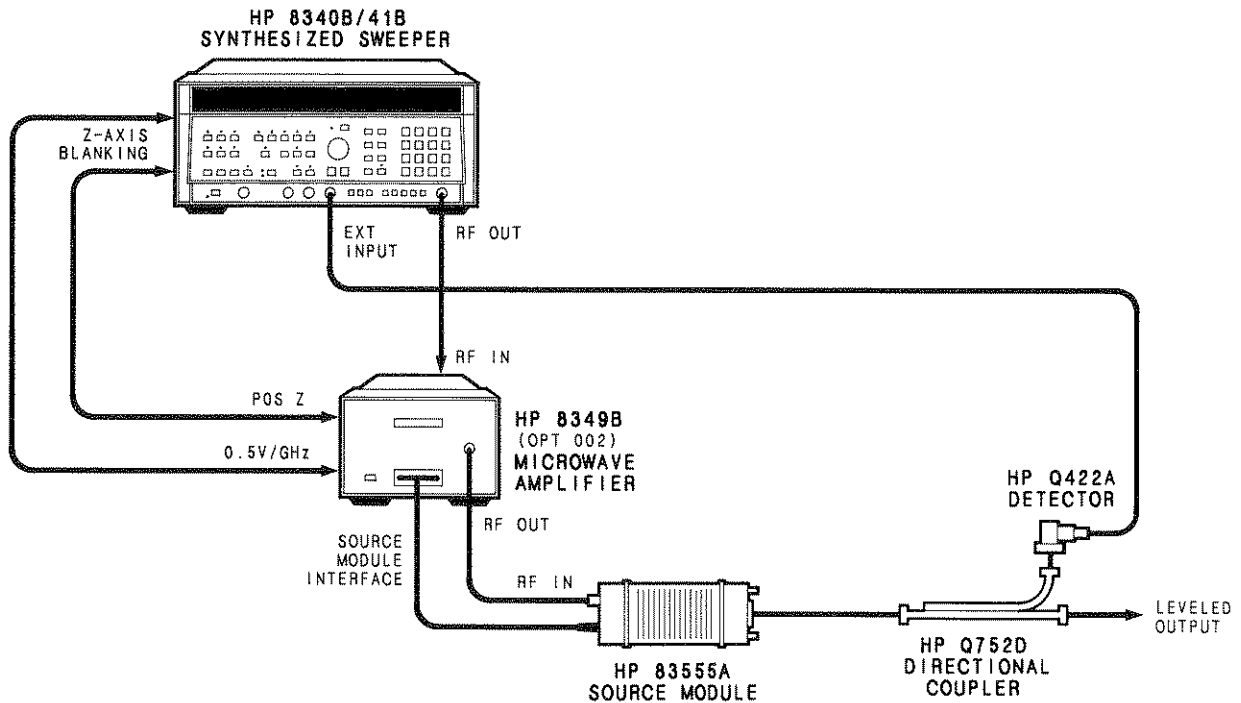 HP 8340B/41B
SYNTHESIZED SWEEPER
Z-AXIS
BLANKING
EXT
INPUT
RF OUT
RF IN
POS Z
0.5V/GHz
HP 8349B
(OPT 002)
MICROWAVE
AMPLIFIER
HP Q422A
DETECTOR
RF OUT
SOURCE
MODULE
INTERFACE
RF IN
LEVELED
OUTPUT
HP 83555A
SOURCE MODULE
HP Q752D
DIRECTIONAL
COUPLER